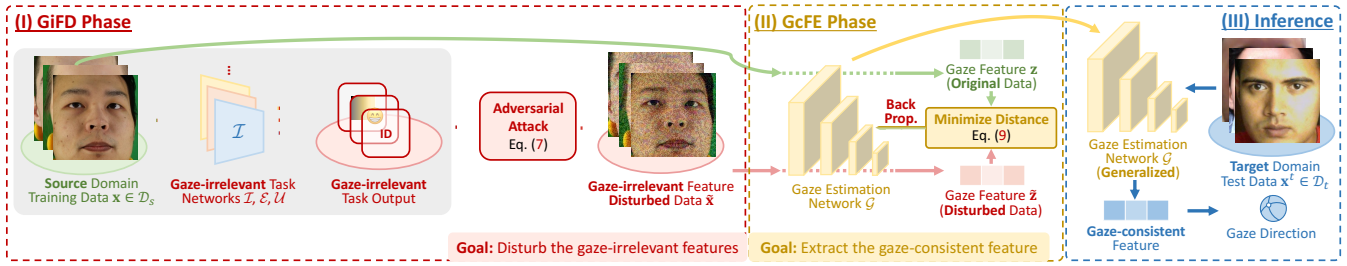 (I) GiFD Phase
Source Domain
Training Data x ∈ 𝒟ₛ
ℐ
Gaze-irrelevant Task
Networks ℐ, ℰ, 𝒰
ID
Gaze-irrelevant
Task Output
Adversarial
Attack
Eq. (7)
Gaze-irrelevant Feature
Disturbed Data x̃
Goal: Disturb the gaze-irrelevant features
(II) GcFE Phase
Gaze Estimation
Network 𝒢
Gaze Feature z
(Original Data)
Back
Prop.
Minimize Distance
Eq. (9)
Gaze Feature z̃
(Disturbed Data)
Goal: Extract the gaze-consistent feature
(III) Inference
Gaze Estimation
Network 𝒢
(Generalized)
Target Domain
Test Data xᵗ ∈ 𝒟ₜ
Gaze-consistent
Feature
Gaze Direction